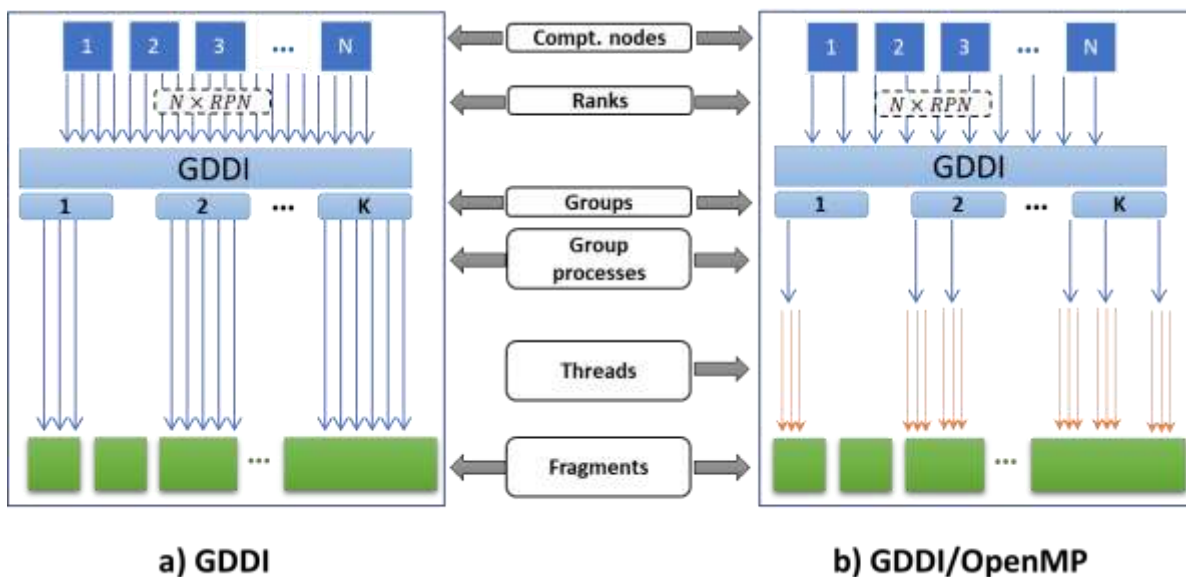 1 2 3 ... N
N × RPN
GDDI
1 2 ... K
...
a) GDDI
Compt. nodes
Ranks
Groups
Group
processes
Threads
Fragments
1 2 3 ... N
N × RPN
GDDI
1 2 ... K
...
b) GDDI/OpenMP